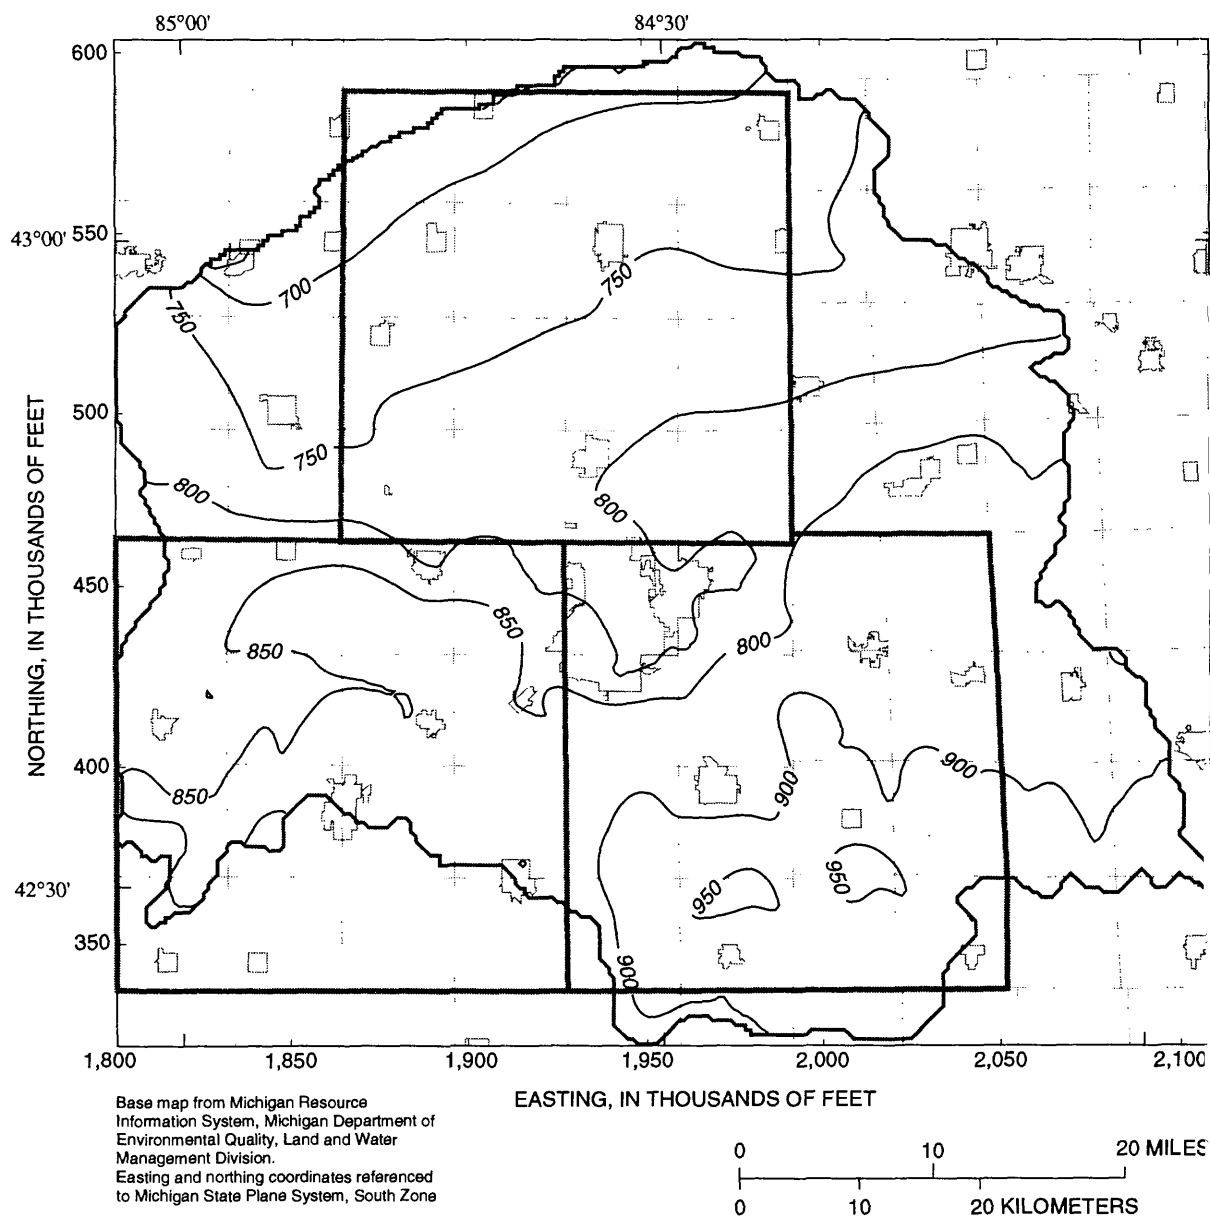 85°00' 84°30'
600
700
750
750
43°00' 550
750
500
750
800
800
450
850
850
800
400
850
900
900
42°30'
950
950
350
900
NORTHING, IN THOUSANDS OF FEET
1,800 1,850 1,900 1,950 2,000 2,050 2,100
EASTING, IN THOUSANDS OF FEET
Base map from Michigan Resource
Information System, Michigan Department of
Environmental Quality, Land and Water
Management Division.
Easting and northing coordinates referenced
to Michigan State Plane System, South Zone
0 10 20 MILES
0 10 20 KILOMETERS